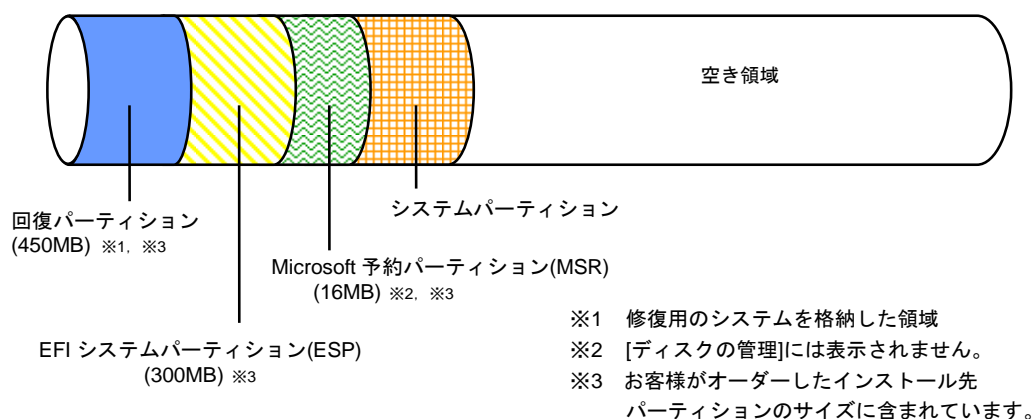 空き領域
システムパーティション
回復パーティション
(450MB) ※1, ※3
Microsoft 予約パーティション(MSR)
(16MB) ※2, ※3
EFI システムパーティション(ESP)
(300MB) ※3
※1 修復用のシステムを格納した領域
※2 [ディスクの管理]には表示されません。
※3 お客様がオーダーしたインストール先
パーティションのサイズに含まれています。